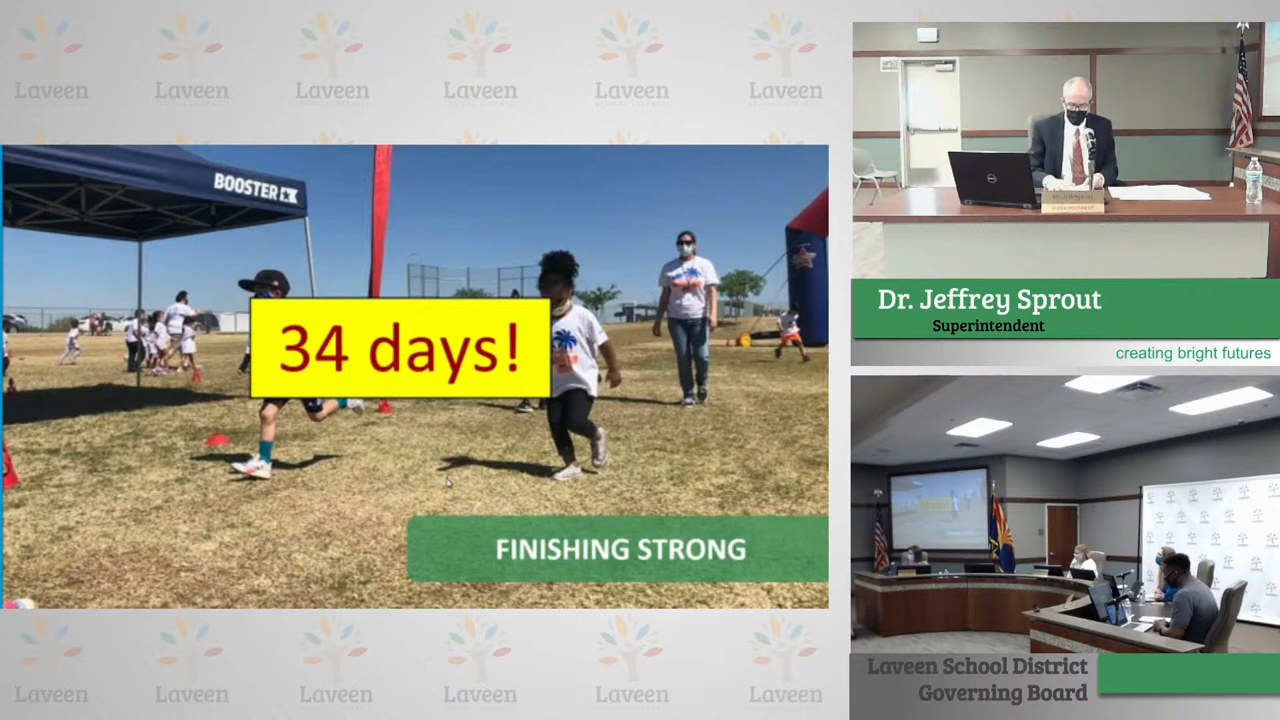 Laveen Laveen Laveen Laveen Laveen Laveen
BOOSTER
34 days!
FINISHING STRONG
Laveen Laveen Laveen Laveen Laveen Laveen
DELL
Dr. Jeffrey Sprout
Superintendent
creating bright futures
Laveen School District
Governing Board